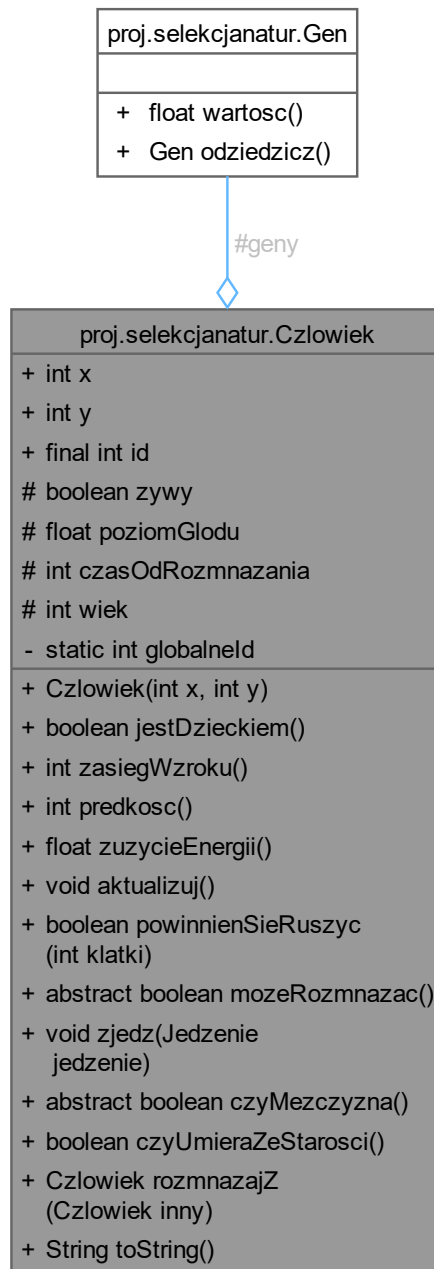 proj.selekcjanatur.Gen
+ float wartosc()
+ Gen odziedzicz()
#geny
proj.selekcjanatur.Czlowiek
+ int x
+ int y
+ final int id
# boolean zywy
# float poziomGlodu
# int czasOdRozmnazania
# int wiek
- static int globalneId
+ Czlowiek(int x, int y)
+ boolean jestDzieckiem()
+ int zasiegWzroku()
+ int predkosc()
+ float zuzycieEnergii()
+ void aktualizuj()
+ boolean powinnienSieRuszyc
(int klatki)
+ abstract boolean mozeRozmnazac()
+ void zjedz(Jedzenie
jedzenie)
+ abstract boolean czyMezczyzna()
+ boolean czyUmieraZeStarosci()
+ Czlowiek rozmnazajZ
(Czlowiek inny)
+ String toString()